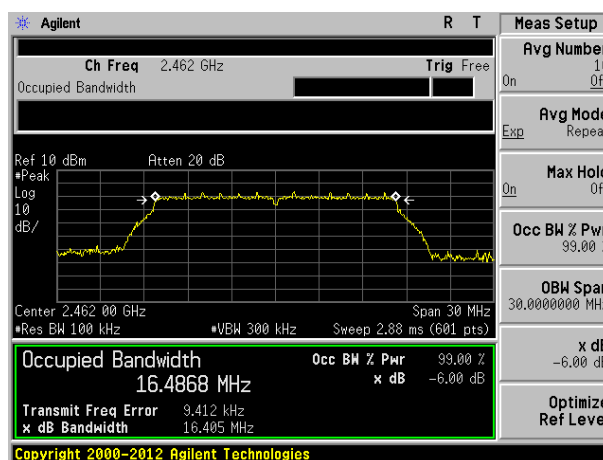 Agilent R T Meas Setup
Ch Freq 2.462 GHz Trig Free
Occupied Bandwidth
Ref 10 dBm Atten 20 dB
#Peak
Log
10
dB/
Center 2.462 00 GHz Span 30 MHz
#Res BW 100 kHz #VBW 300 kHz Sweep 2.88 ms (601 pts)
Occupied Bandwidth Occ BW % Pwr 99.00 %
16.4868 MHz x dB -6.00 dB
Transmit Freq Error 9.412 kHz
x dB Bandwidth 16.405 MHz
Copyright 2000-2012 Agilent Technologies
Avg Number
On
Avg Mode
Exp Repeat
Max Hold
On
Occ BW % Pwr
99.00
OBW Span
30.0000000 MHz
x dB
-6.00 dB
Optimize
Ref Level